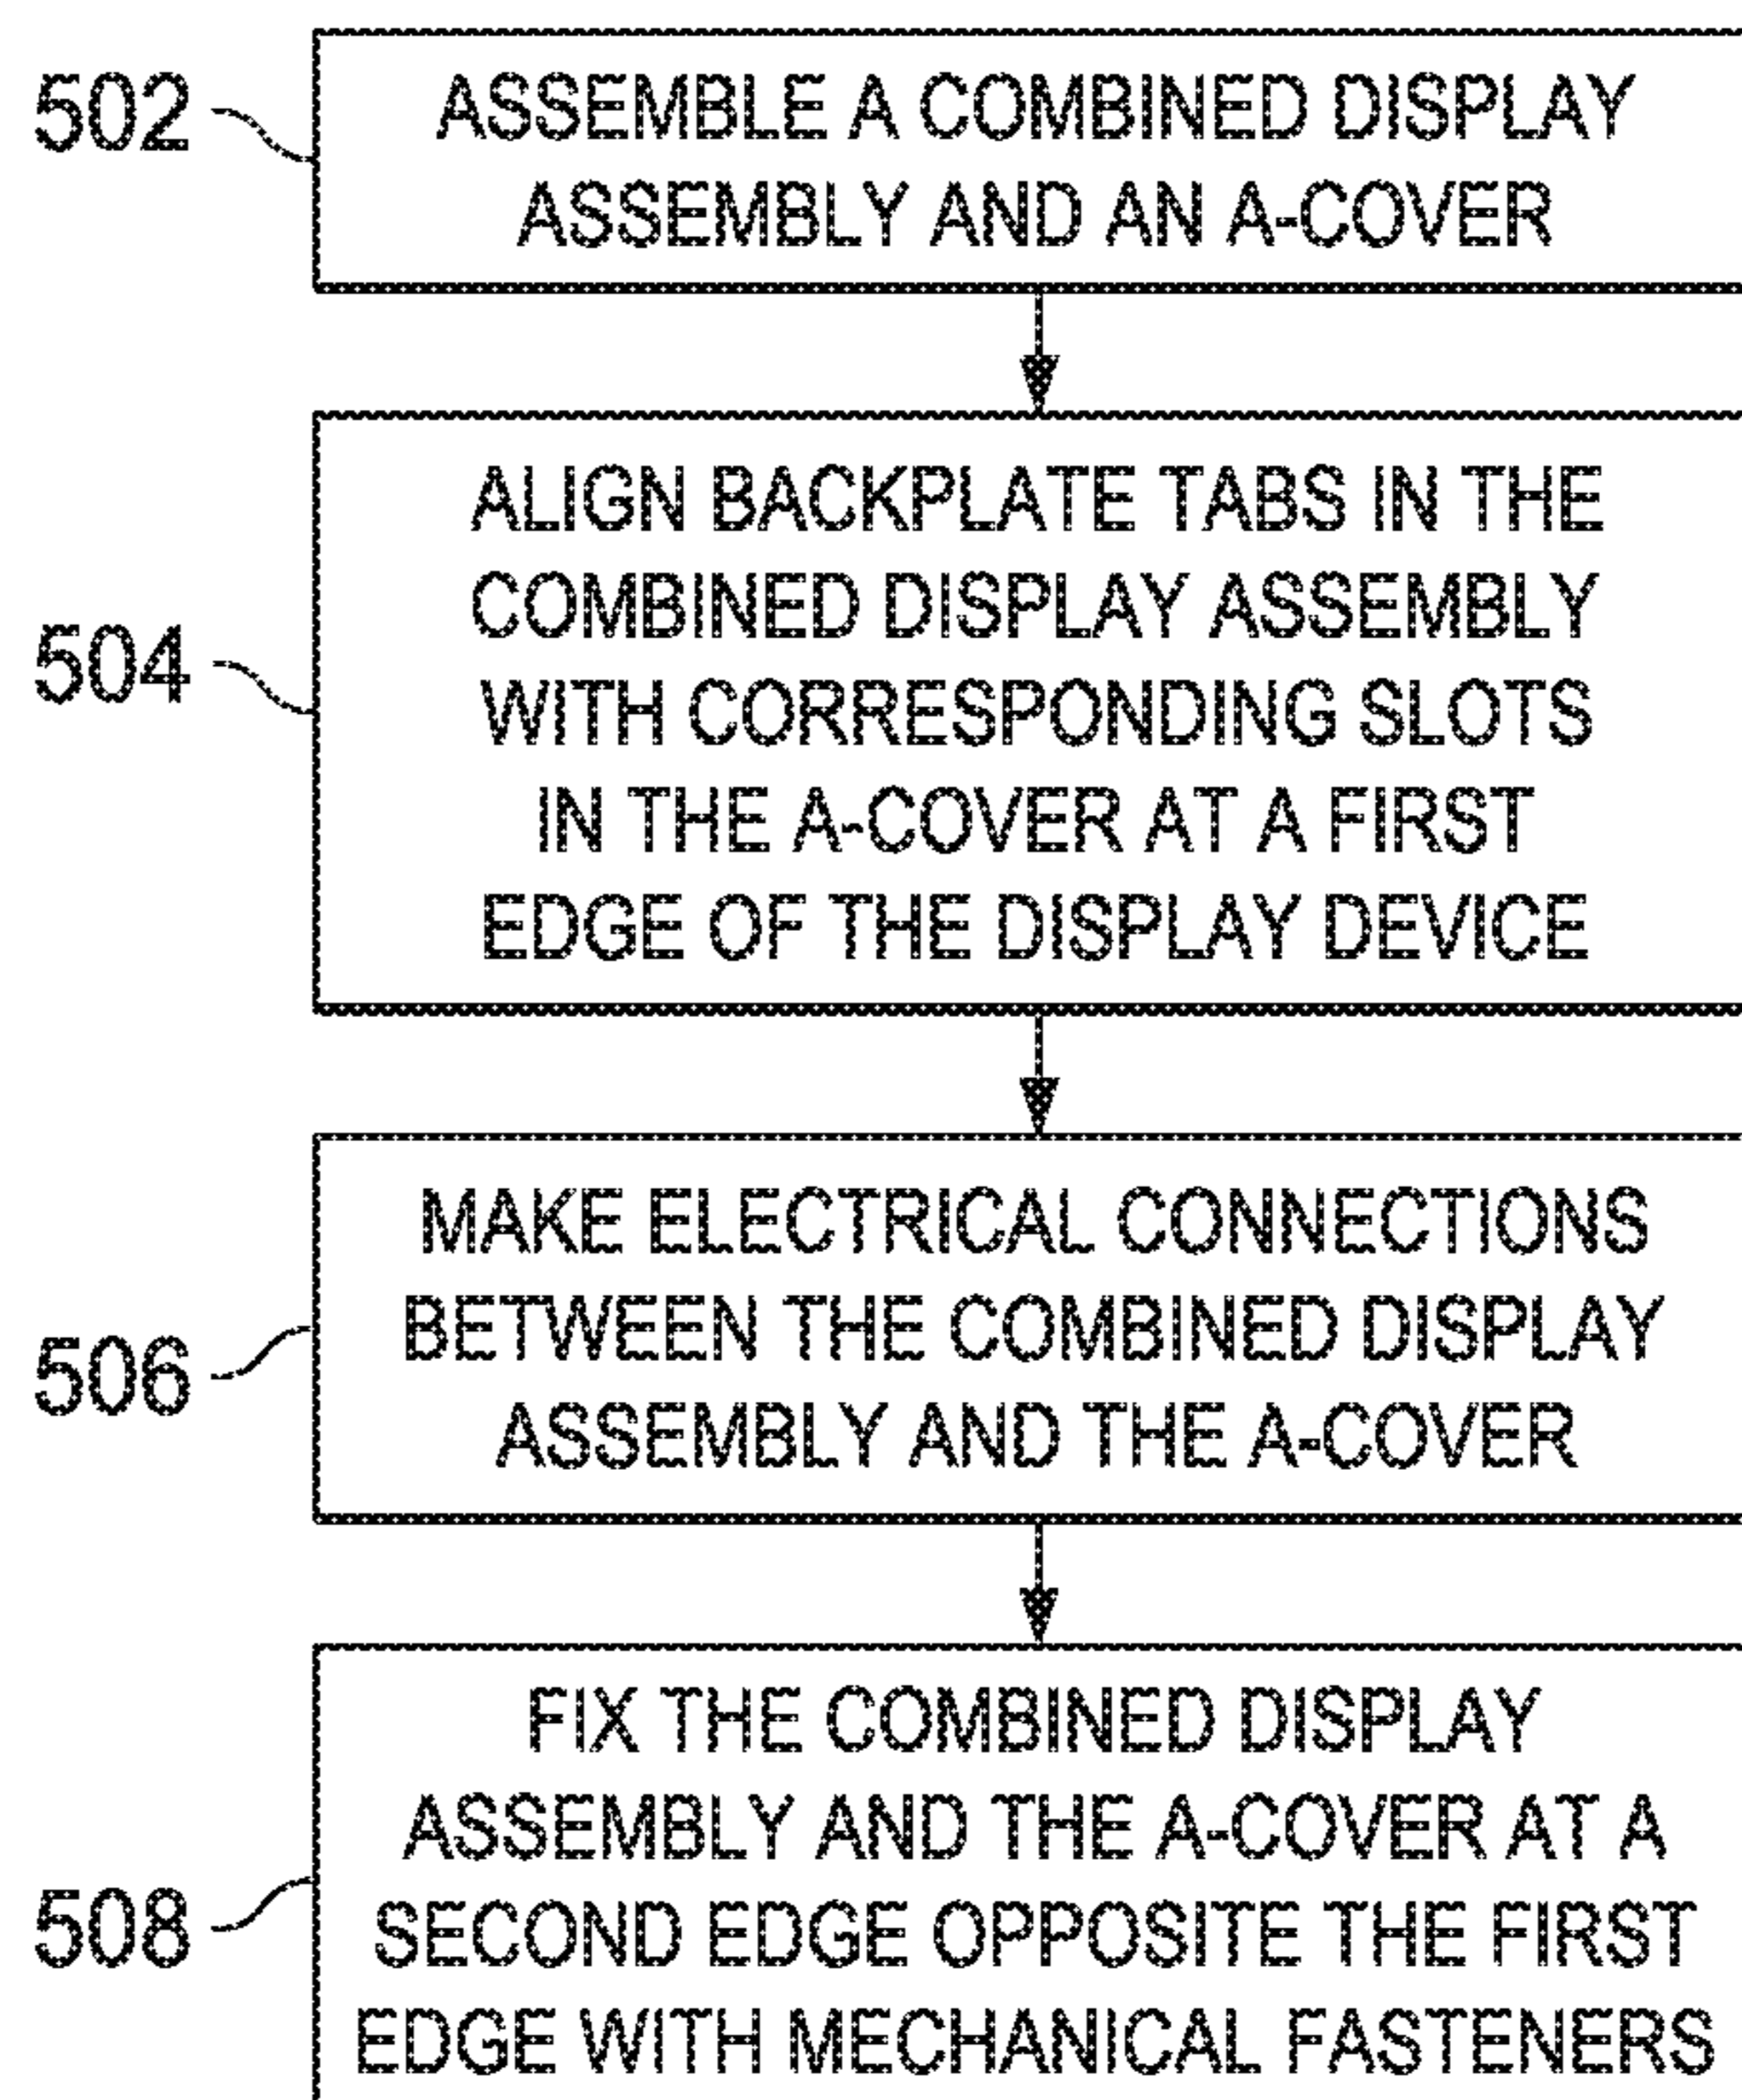 502
ASSEMBLE A COMBINED DISPLAY
ASSEMBLY AND AN A-COVER
504
ALIGN BACKPLATE TABS IN THE
COMBINED DISPLAY ASSEMBLY
WITH CORRESPONDING SLOTS
IN THE A-COVER AT A FIRST
EDGE OF THE DISPLAY DEVICE
506
MAKE ELECTRICAL CONNECTIONS
BETWEEN THE COMBINED DISPLAY
ASSEMBLY AND THE A-COVER
508
FIX THE COMBINED DISPLAY
ASSEMBLY AND THE A-COVER AT A
SECOND EDGE OPPOSITE THE FIRST
EDGE WITH MECHANICAL FASTENERS